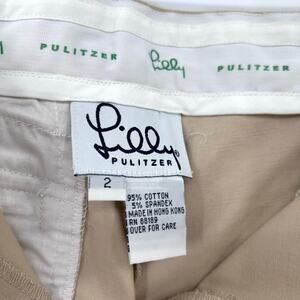 lly PULITZER Lilly PULITZER
Lilly®
PULITZER
2
95% COTTON
5% SPANDEX
MADE IN HONG KONG
RN 88189
OVER FOR CARE